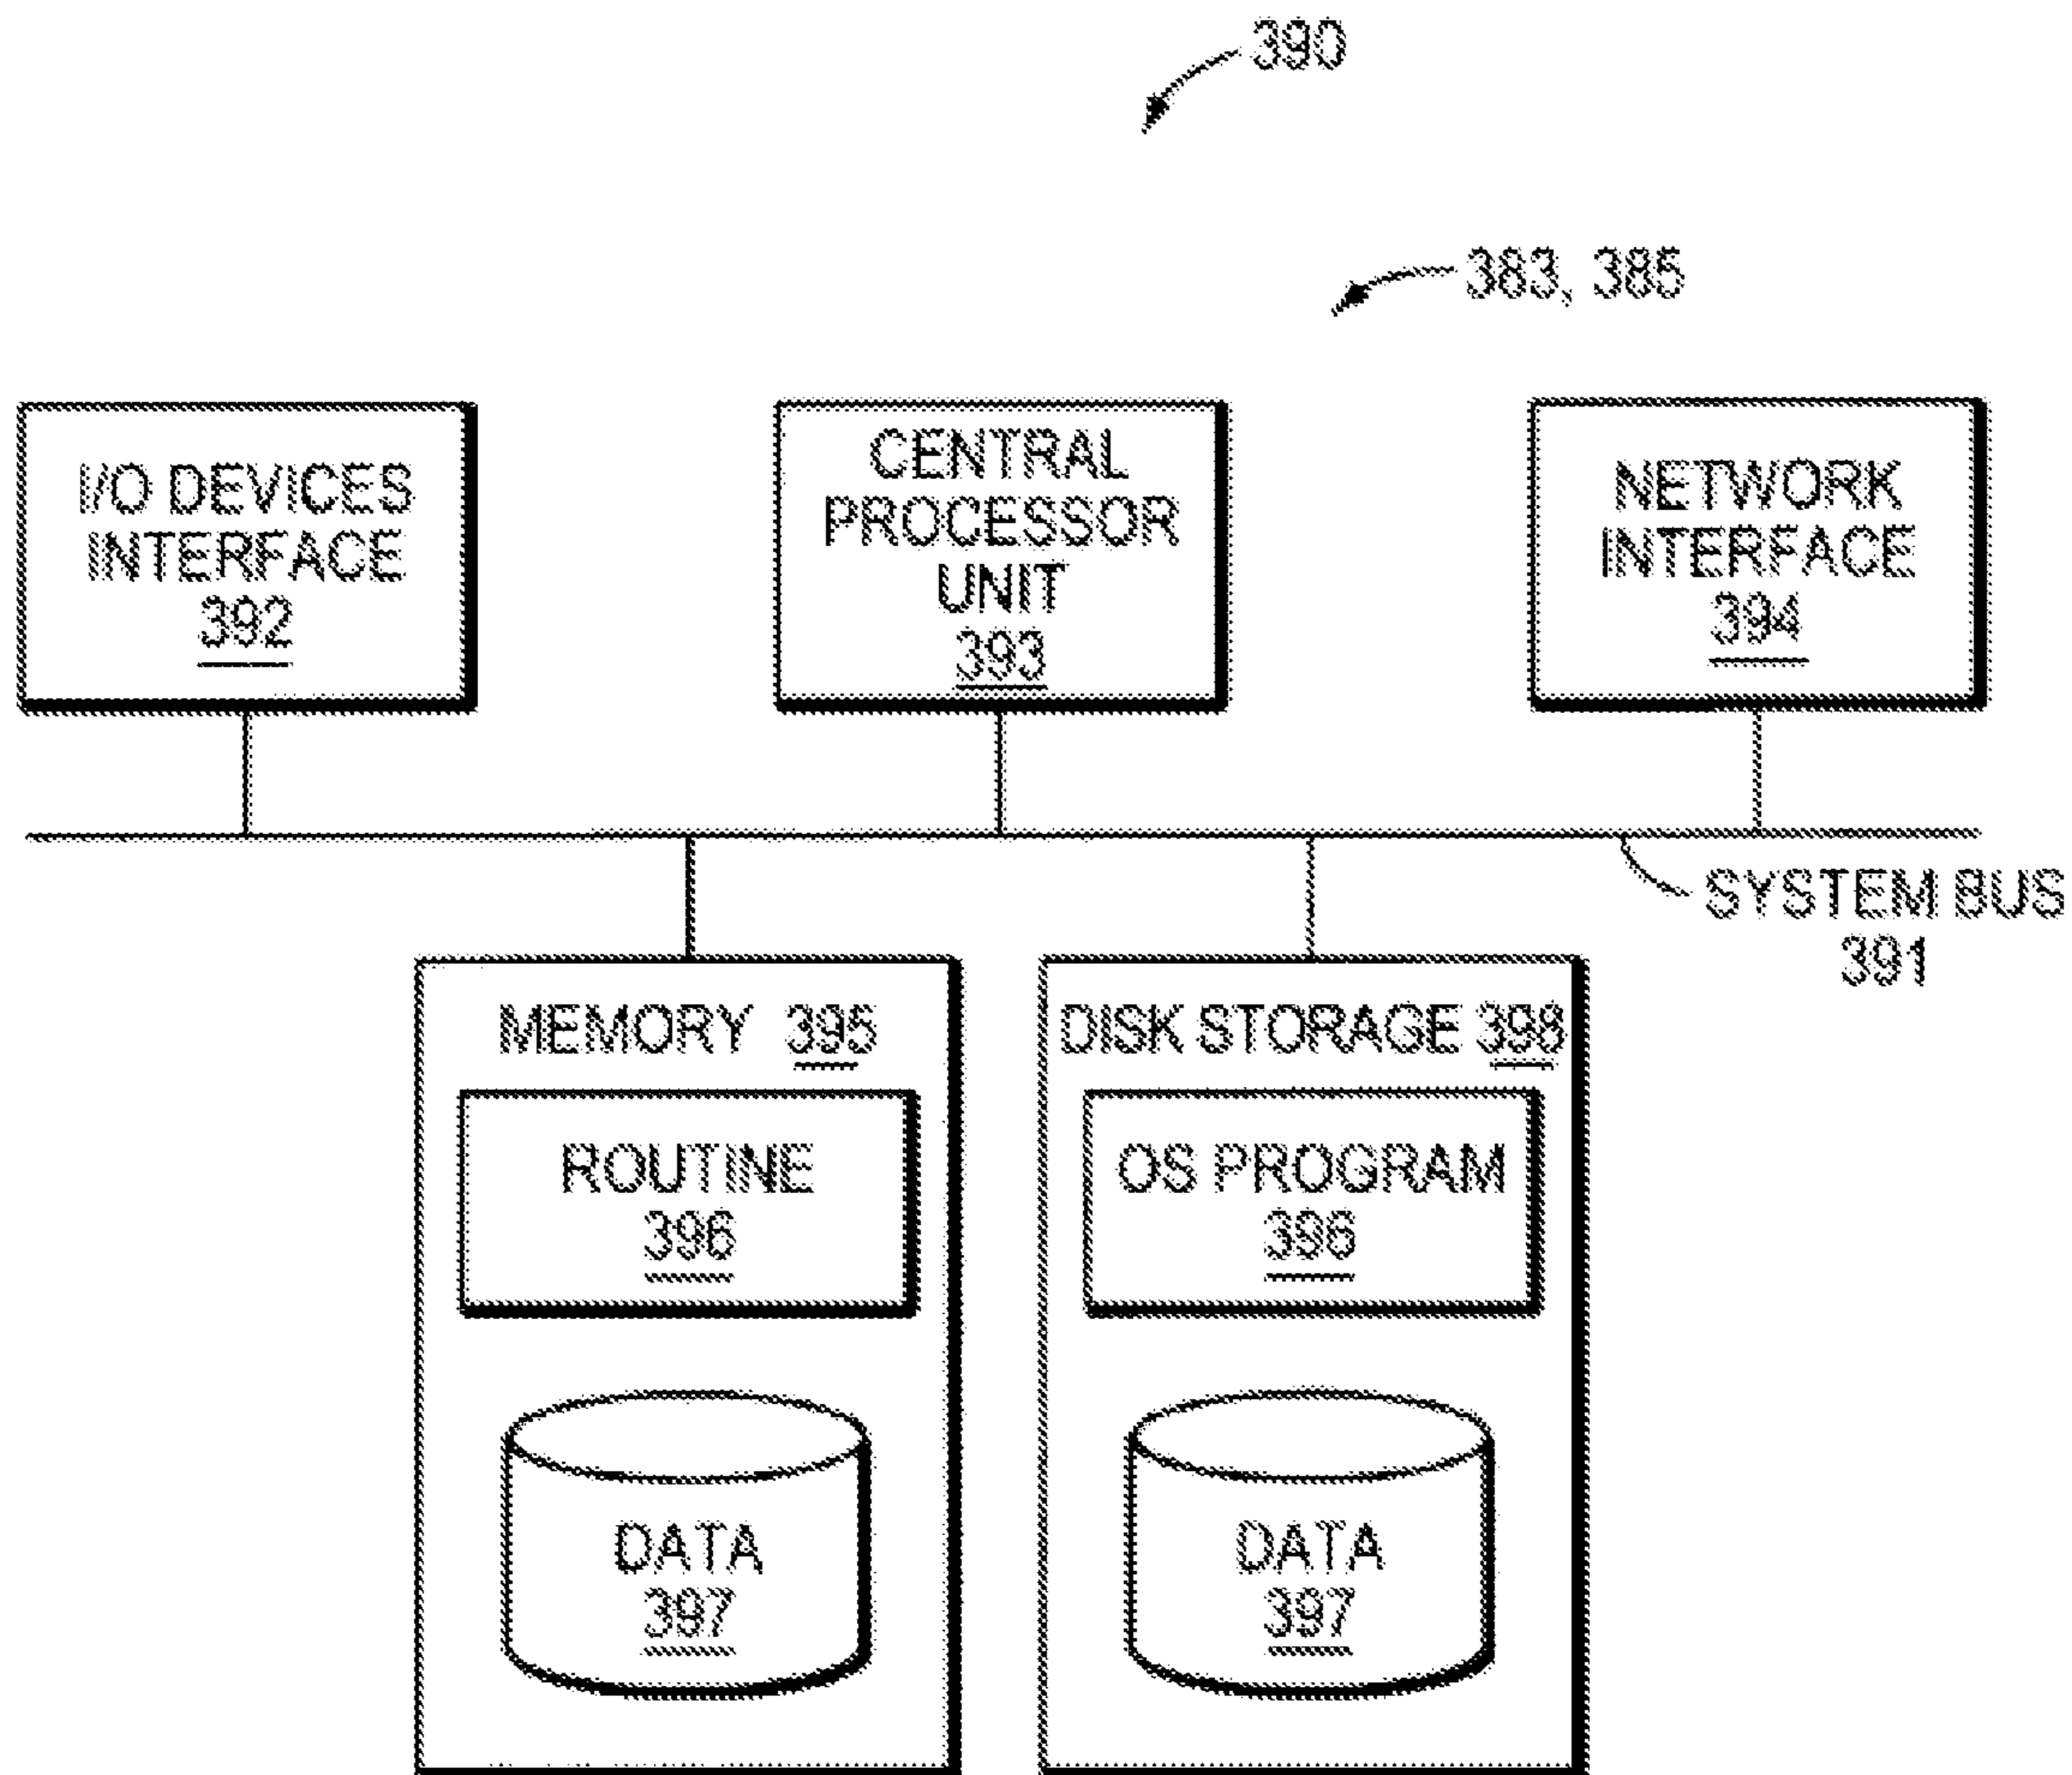 390
383, 385
I/O DEVICES
INTERFACE
392
CENTRAL
PROCESSOR
UNIT
393
NETWORK
INTERFACE
394
SYSTEM BUS
391
MEMORY 395
ROUTINE
396
DATA
397
DISK STORAGE 398
OS PROGRAM
396
DATA
397